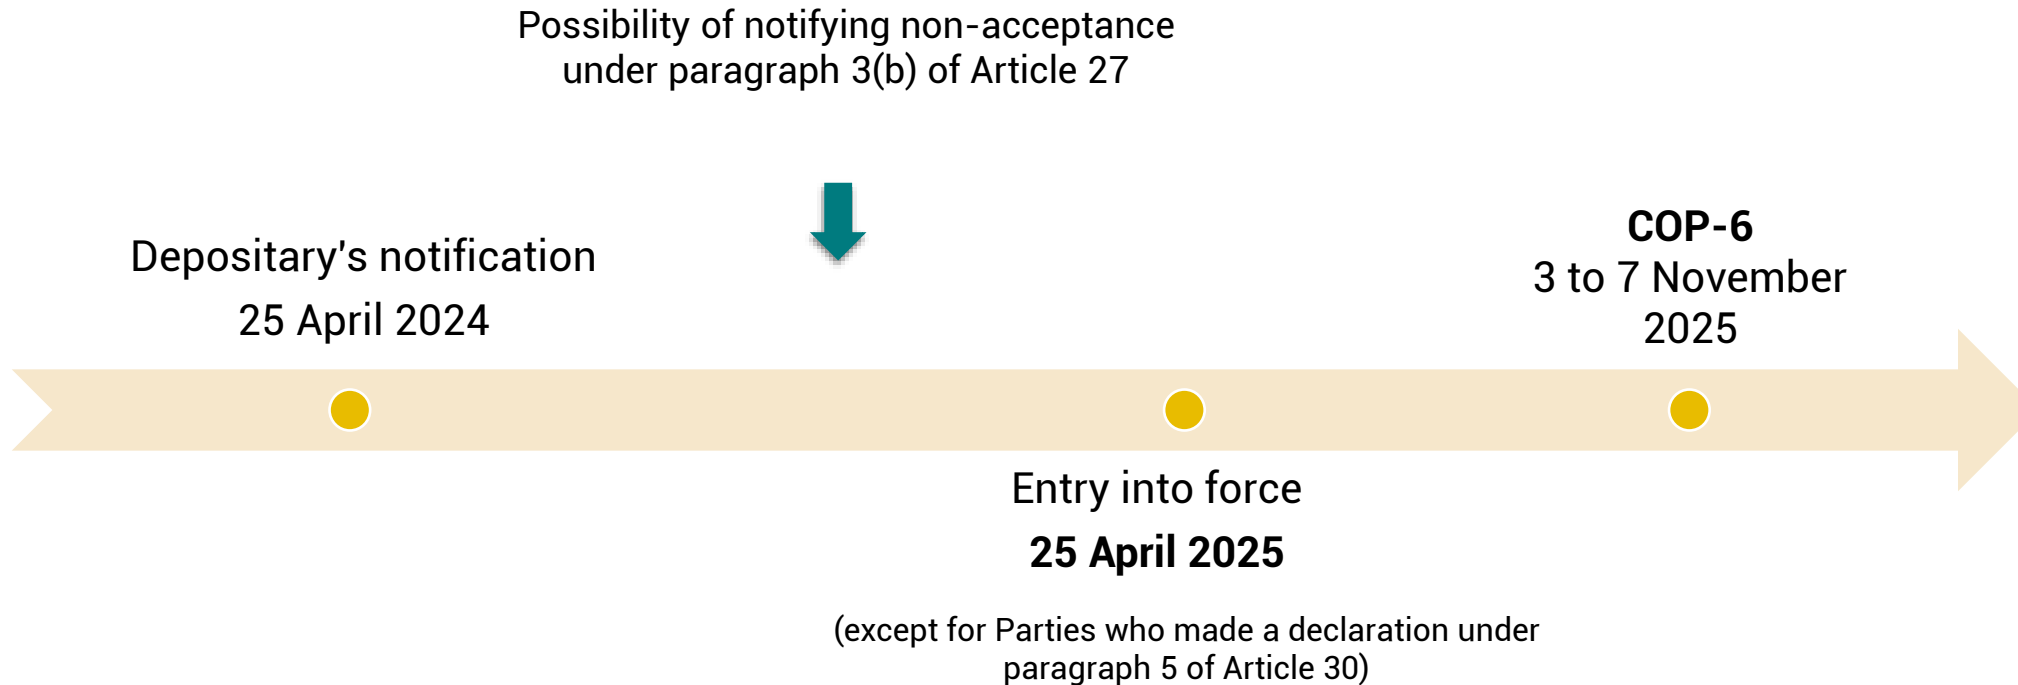 Possibility of notifying non-acceptance
under paragraph 3(b) of Article 27
Depositary's notification
25 April 2024
COP-6
3 to 7 November
2025
Entry into force
25 April 2025
(except for Parties who made a declaration under
paragraph 5 of Article 30)